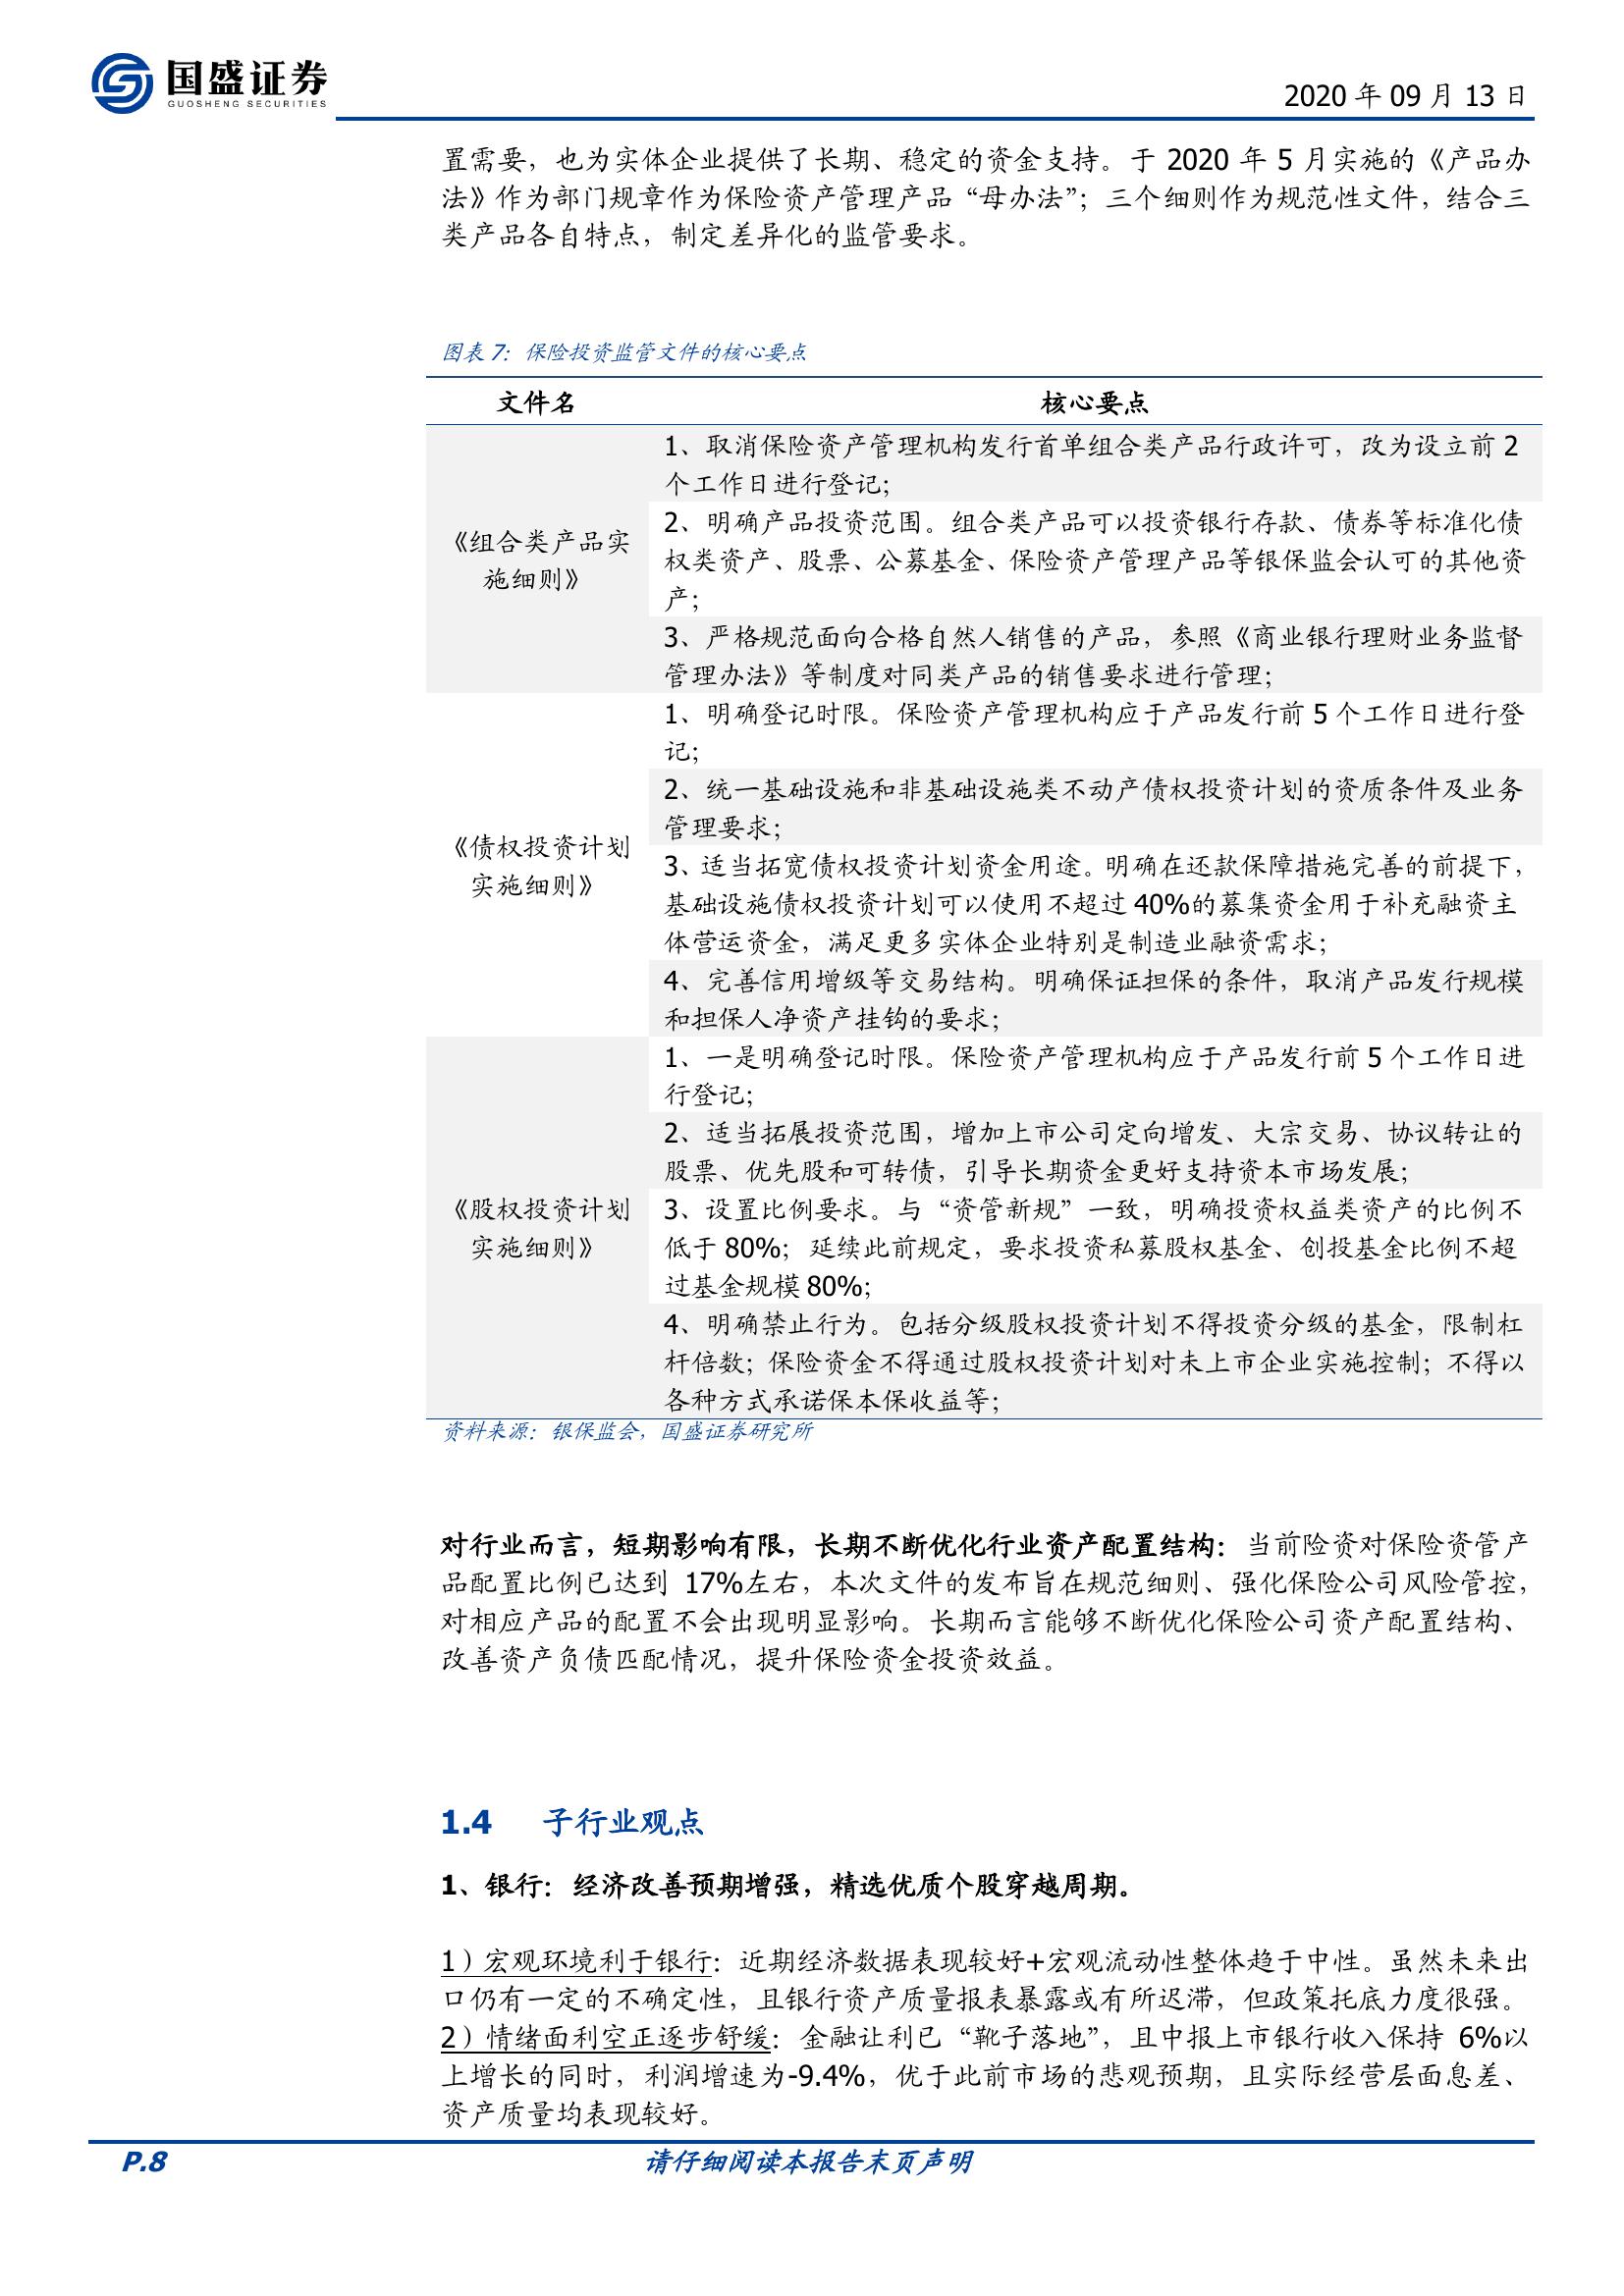 国盛证券
GUOSHENG SECURITIES
2020 年 09 月 13 日
置需要，也为实体企业提供了长期、稳定的资金支持。于 2020 年 5 月实施的《产品办
法》作为部门规章作为保险资产管理产品“母办法”；三个细则作为规范性文件，结合三
类产品各自特点，制定差异化的监管要求。
图表 7：保险投资监管文件的核心要点
文件名 核心要点
《组合类产品实
施细则》
1、取消保险资产管理机构发行首单组合类产品行政许可，改为设立前 2
个工作日进行登记；
2、明确产品投资范围。组合类产品可以投资银行存款、债券等标准化债
权类资产、股票、公募基金、保险资产管理产品等银保监会认可的其他资
产；
3、严格规范面向合格自然人销售的产品，参照《商业银行理财业务监督
管理办法》等制度对同类产品的销售要求进行管理；
《债权投资计划
实施细则》
1、明确登记时限。保险资产管理机构应于产品发行前 5 个工作日进行登
记；
2、统一基础设施和非基础设施类不动产债权投资计划的资质条件及业务
管理要求；
3、适当拓宽债权投资计划资金用途。明确在还款保障措施完善的前提下，
基础设施债权投资计划可以使用不超过 40%的募集资金用于补充融资主
体营运资金，满足更多实体企业特别是制造业融资需求；
4、完善信用增级等交易结构。明确保证担保的条件，取消产品发行规模
和担保人净资产挂钩的要求；
《股权投资计划
实施细则》
1、一是明确登记时限。保险资产管理机构应于产品发行前 5 个工作日进
行登记；
2、适当拓展投资范围，增加上市公司定向增发、大宗交易、协议转让的
股票、优先股和可转债，引导长期资金更好支持资本市场发展；
3、设置比例要求。与“资管新规”一致，明确投资权益类资产的比例不
低于 80%；延续此前规定，要求投资私募股权基金、创投基金比例不超
过基金规模 80%；
4、明确禁止行为。包括分级股权投资计划不得投资分级的基金，限制杠
杆倍数；保险资金不得通过股权投资计划对未上市企业实施控制；不得以
各种方式承诺保本保收益等；
资料来源：银保监会，国盛证券研究所
对行业而言，短期影响有限，长期不断优化行业资产配置结构：当前险资对保险资管产
品配置比例已达到 17%左右，本次文件的发布旨在规范细则、强化保险公司风险管控，
对相应产品的配置不会出现明显影响。长期而言能够不断优化保险公司资产配置结构、
改善资产负债匹配情况，提升保险资金投资效益。
1.4 子行业观点
1、银行：经济改善预期增强，精选优质个股穿越周期。
1）宏观环境利于银行：近期经济数据表现较好+宏观流动性整体趋于中性。虽然未来出
口仍有一定的不确定性，且银行资产质量报表暴露或有所迟滞，但政策托底力度很强。
2）情绪面利空正逐步舒缓：金融让利已“靴子落地”，且中报上市银行收入保持 6%以
上增长的同时，利润增速为-9.4%，优于此前市场的悲观预期，且实际经营层面息差、
资产质量均表现较好。
P.8 请仔细阅读本报告末页声明